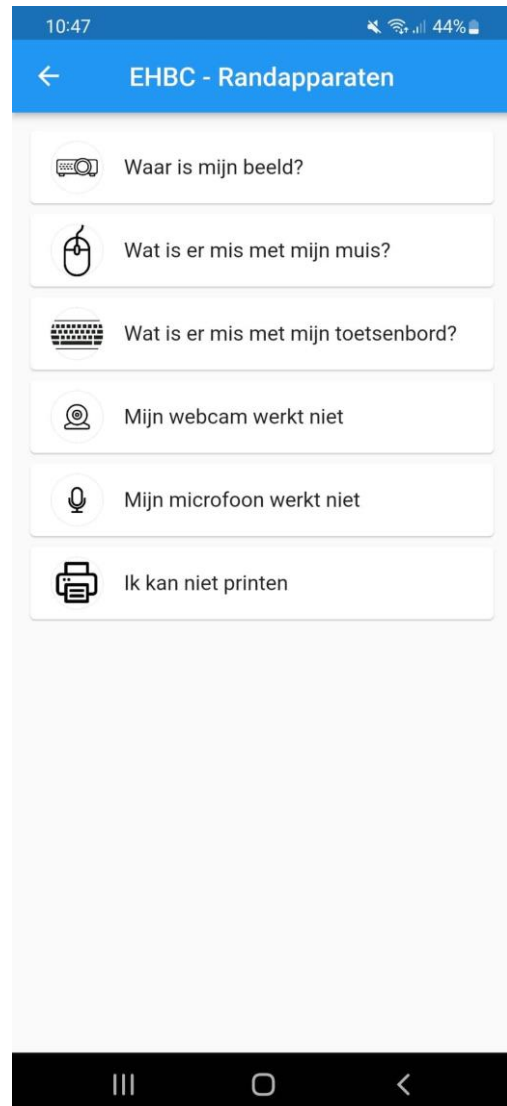 10:47
44%
EHBC - Randapparaten
Waar is mijn beeld?
Wat is er mis met mijn muis?
Wat is er mis met mijn toetsenbord?
Mijn webcam werkt niet
Mijn microfoon werkt niet
Ik kan niet printen